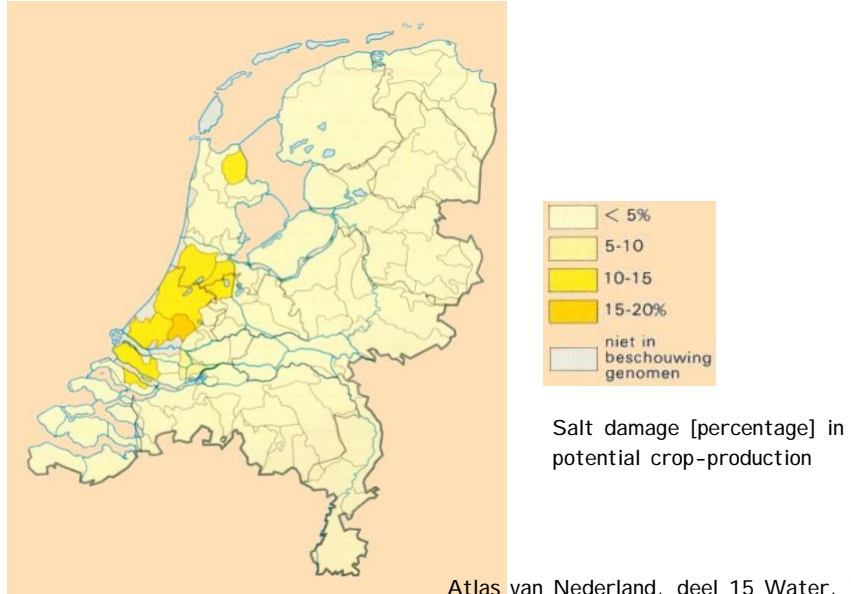 < 5%
5-10
10-15
15-20%
niet in
beschouwing
genomen
Salt damage [percentage] in
potential crop-production
Atlas van Nederland, deel 15 Water,